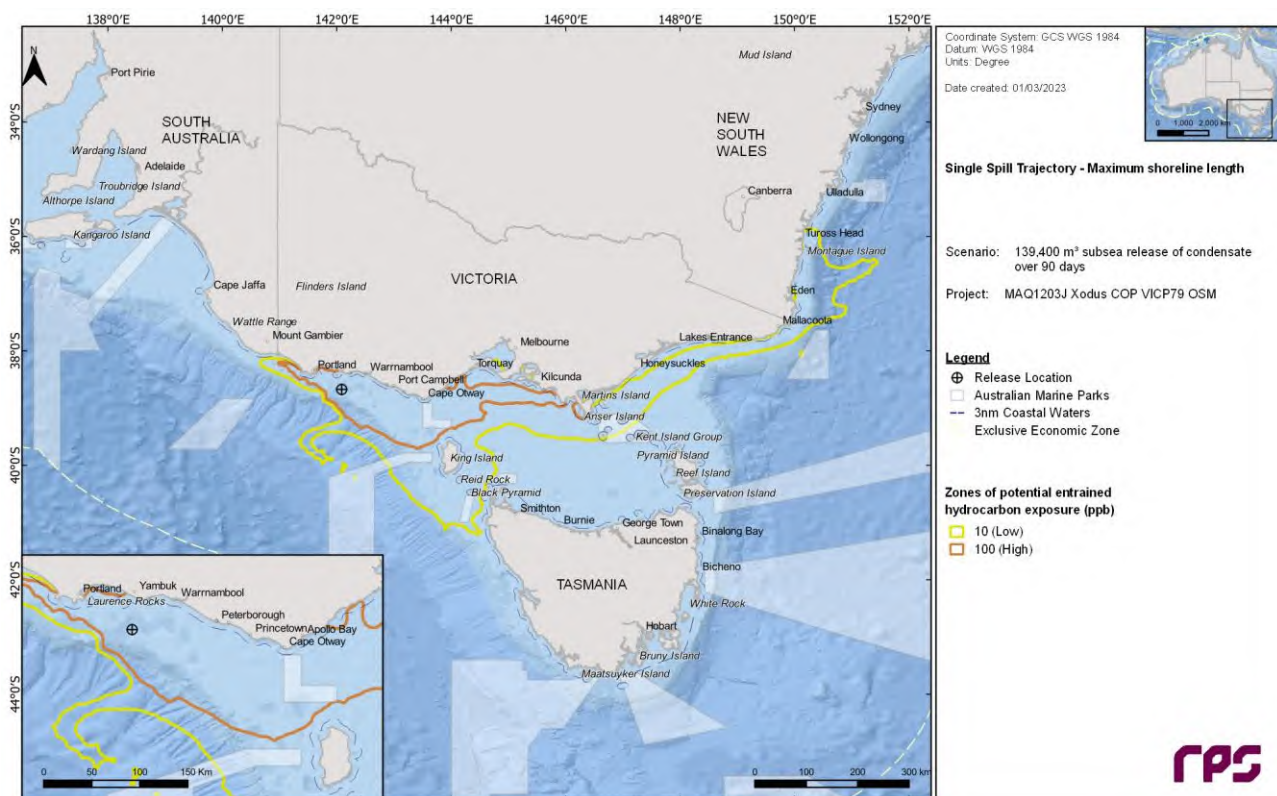 138°0'E 140°0'E 142°0'E 144°0'E 146°0'E 148°0'E 150°0'E 152°0'E
34°0'S
36°0'S
38°0'S
40°0'S
42°0'S
44°0'S
N
Mud Island
Port Pirie
SOUTH
AUSTRALIA
NEW
SOUTH
WALES
Sydney
Wollongong
Wardang Island
Adelaide
Troubridge Island
Althorpe Island
Kangaroo Island
Canberra
Ulladulla
Tuross Head
Montague Island
VICTORIA
Cape Jaffa
Flinders Island
Eden
Wattle Range
Mount Gambier
Mallacoota
Melbourne
Lakes Entrance
Portland
Warrnambool
Torquay
Honeysuckles
Port Campbell
Kilcunda
Cape Otway
Martins Island
Anser Island
Kent Island Group
King Island
Pyramid Island
Reid Rock
Reef Island
Black Pyramid
Preservation Island
Smithton
Burnie
George Town
Binalong Bay
Launceston
Bicheno
TASMANIA
White Rock
Hobart
Bruny Island
Maatsuyker Island
Portland
Yambuk
Warrnambool
Laurence Rocks
Peterborough
Princetown
Apollo Bay
Cape Otway
0 50 100 150 Km
0 100 200 300 km
Coordinate System: GCS WGS 1984
Datum: WGS 1984
Units: Degree
Date created: 01/03/2023
0 1,000 2,000 km
Single Spill Trajectory - Maximum shoreline length
Scenario: 139,400 m³ subsea release of condensate
over 90 days
Project: MAQ1203J Xodus COP VICP79 OSM
Legend
Release Location
Australian Marine Parks
3nm Coastal Waters
Exclusive Economic Zone
Zones of potential entrained
hydrocarbon exposure (ppb)
10 (Low)
100 (High)
rps